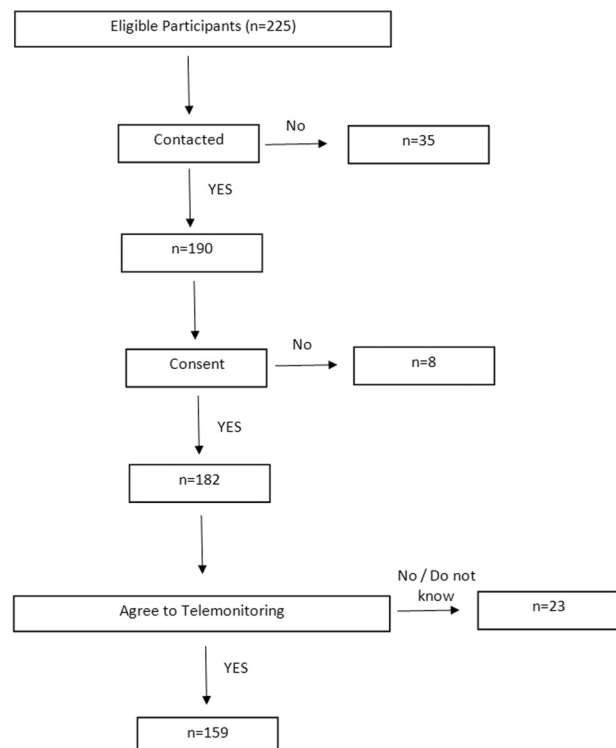 Eligible Participants (n=225)
Contacted
No
n=35
YES
n=190
Consent
No
n=8
YES
n=182
Agree to Telemonitoring
No / Do not
know
n=23
YES
n=159